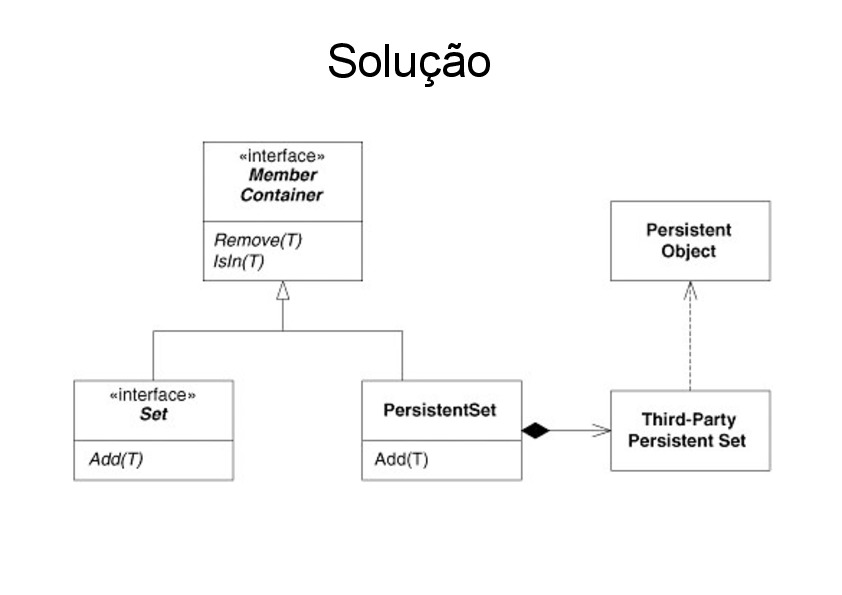 Solução
«interface»
Member
Container
Remove(T)
IsIn(T)
Persistent
Object
«interface»
Set
Add(T)
PersistentSet
Add(T)
Third-Party
Persistent Set